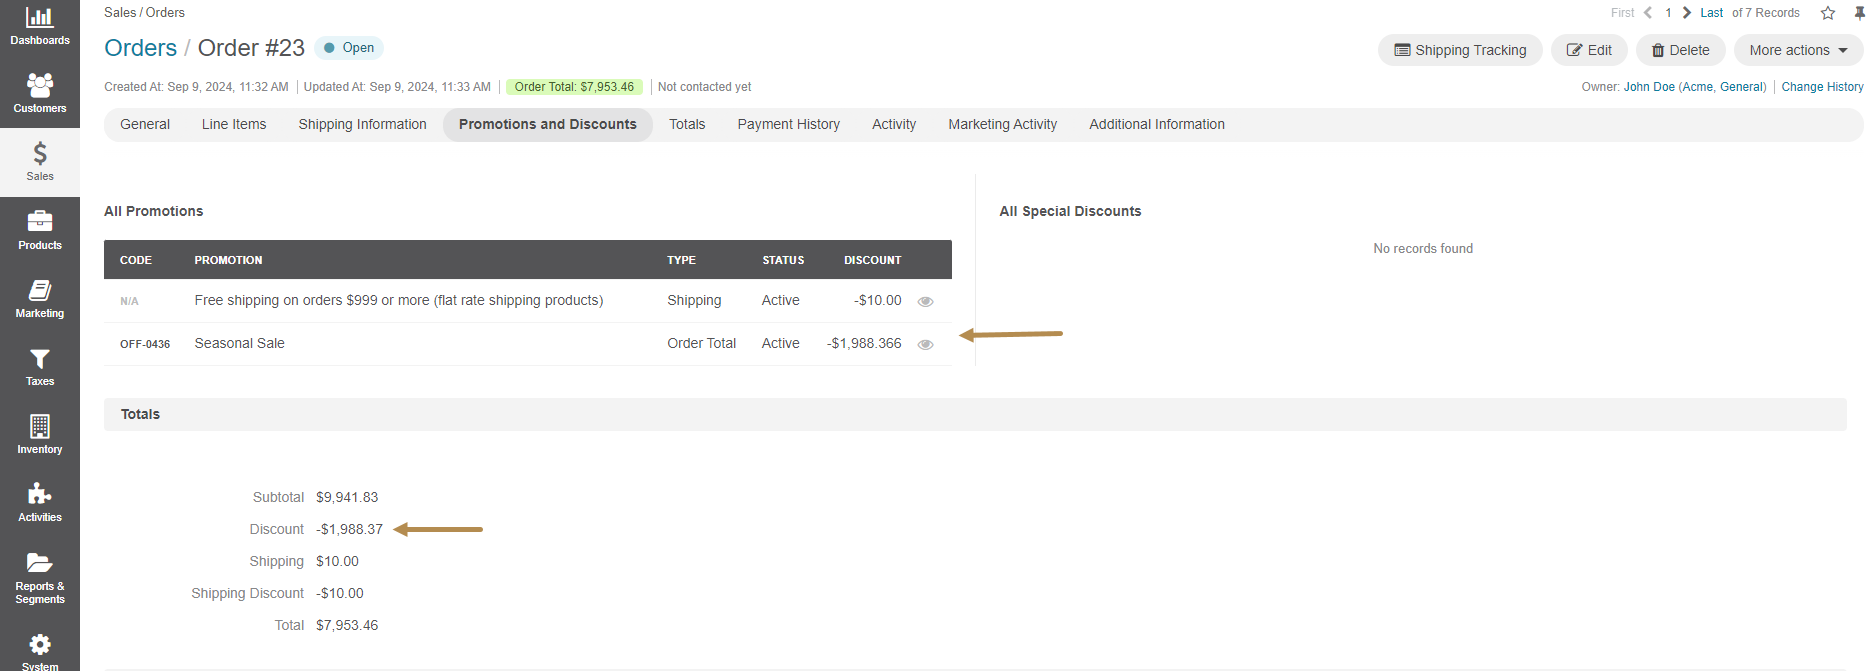 Dashboards
Customers
Sales
Products
Marketing
Taxes
Inventory
Activities
Reports &
Segments
System
Sales / Orders
First 1 Last of 7 Records
Orders / Order #23 Open
Shipping Tracking Edit Delete More actions
Created At: Sep 9, 2024, 11:32 AM Updated At: Sep 9, 2024, 11:33 AM Order Total: $7,953.46 Not contacted yet
Owner: John Doe (Acme, General) Change History
General Line Items Shipping Information Promotions and Discounts Totals Payment History Activity Marketing Activity Additional Information
All Promotions
CODE PROMOTION TYPE STATUS DISCOUNT
N/A Free shipping on orders $999 or more (flat rate shipping products) Shipping Active -$10.00
OFF-0436 Seasonal Sale Order Total Active -$1,988.366
All Special Discounts
No records found
Totals
Subtotal $9,941.83
Discount -$1,988.37
Shipping $10.00
Shipping Discount -$10.00
Total $7,953.46